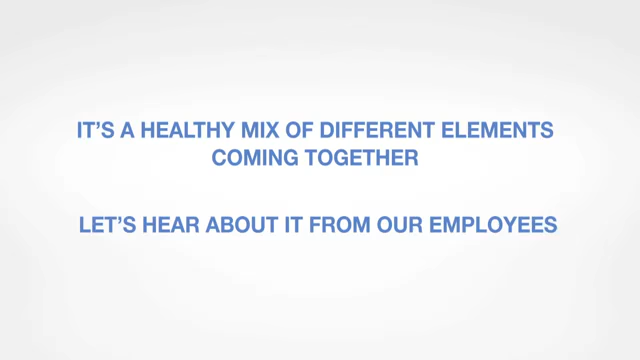 IT'S A HEALTHY MIX OF DIFFERENT ELEMENTS
COMING TOGETHER
LET'S HEAR ABOUT IT FROM OUR EMPLOYEES